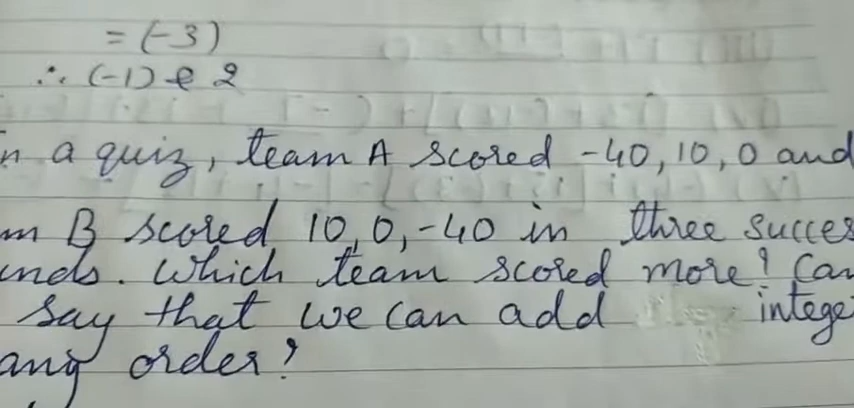 = (-3)
∴ (-1) e 2
n a quiz, team A scored -40, 10, 0 and
m B scored 10, 0, -40 in three succes
nds. Which team scored more? Can
say that we can add intege
any order?